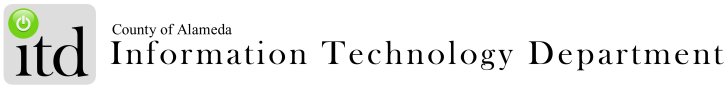 itd
County of Alameda
Information Technology Department